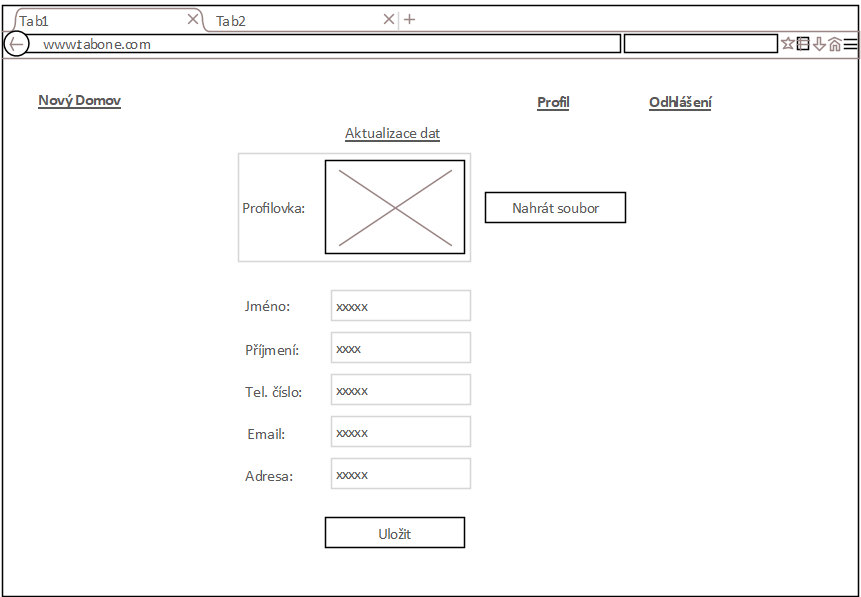 Tab1
Tab2
www.tabone.com
Nový Domov
Profil
Odhlášení
Aktualizace dat
Profilovka:
Nahrát soubor
Jméno:
xxxxx
Příjmení:
xxxx
Tel. číslo:
xxxxx
Email:
xxxxx
Adresa:
xxxxx
Uložit